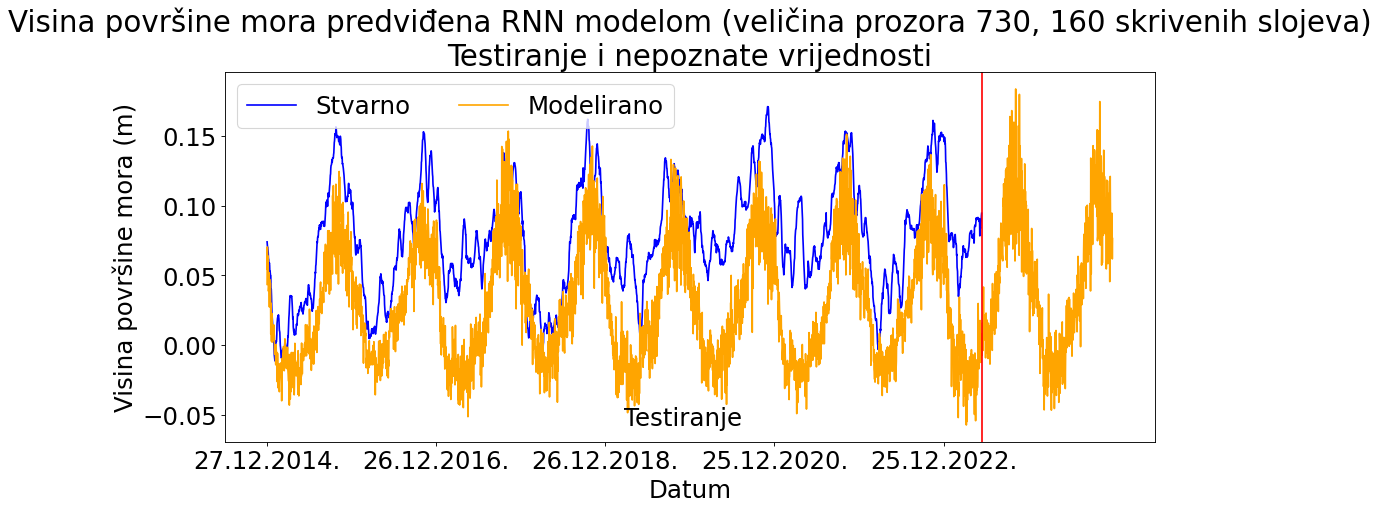 Visina površine mora predviđena RNN modelom (veličina prozora 730, 160 skrivenih slojeva)
Testiranje i nepoznate vrijednosti
Stvarno
Modelirano
Visina površine mora (m)
0.15
0.10
0.05
0.00
−0.05
Testiranje
27.12.2014.
26.12.2016.
26.12.2018.
25.12.2020.
25.12.2022.
Datum